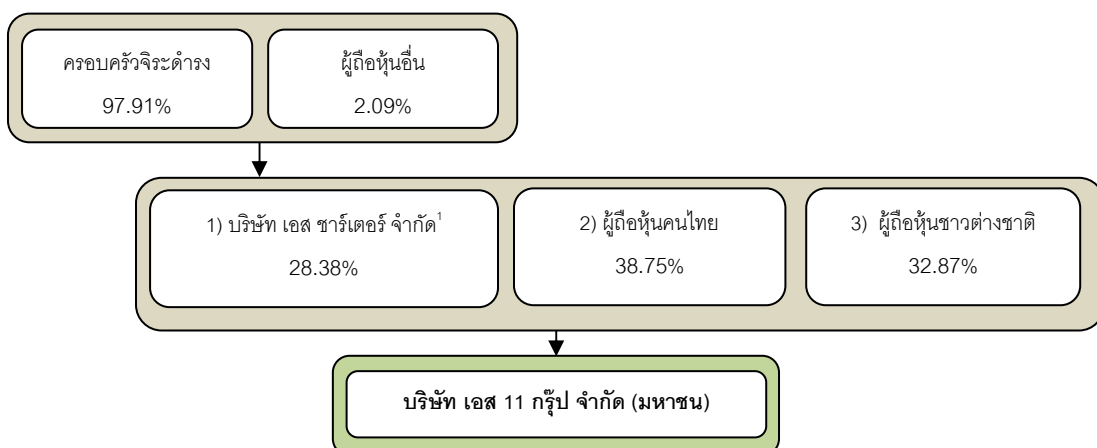 ครอบครัวจิระดำรง
97.91%
ผู้ถือหุ้นอื่น
2.09%
1) บริษัท เอส ชาร์เตอร์ จำกัด¹
28.38%
2) ผู้ถือหุ้นคนไทย
38.75%
3) ผู้ถือหุ้นชาวต่างชาติ
32.87%
บริษัท เอส 11 กรุ๊ป จำกัด (มหาชน)